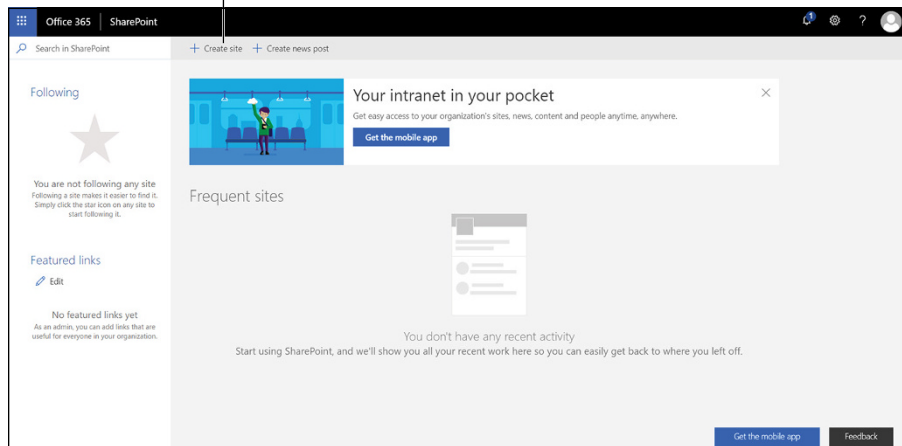 Office 365 SharePoint 1 ?
Search in SharePoint + Create site + Create news post
Following
You are not following any site
Following a site makes it easier to find it.
Simply click the star icon on any site to
start following it.
Featured links
Edit
No featured links yet
As an admin, you can add links that are
useful for everyone in your organization.
Your intranet in your pocket
Get easy access to your organization's sites, news, content and people anytime, anywhere.
Get the mobile app
Frequent sites
You don't have any recent activity
Start using SharePoint, and we'll show you all your recent work here so you can easily get back to where you left off.
Get the mobile app Feedback